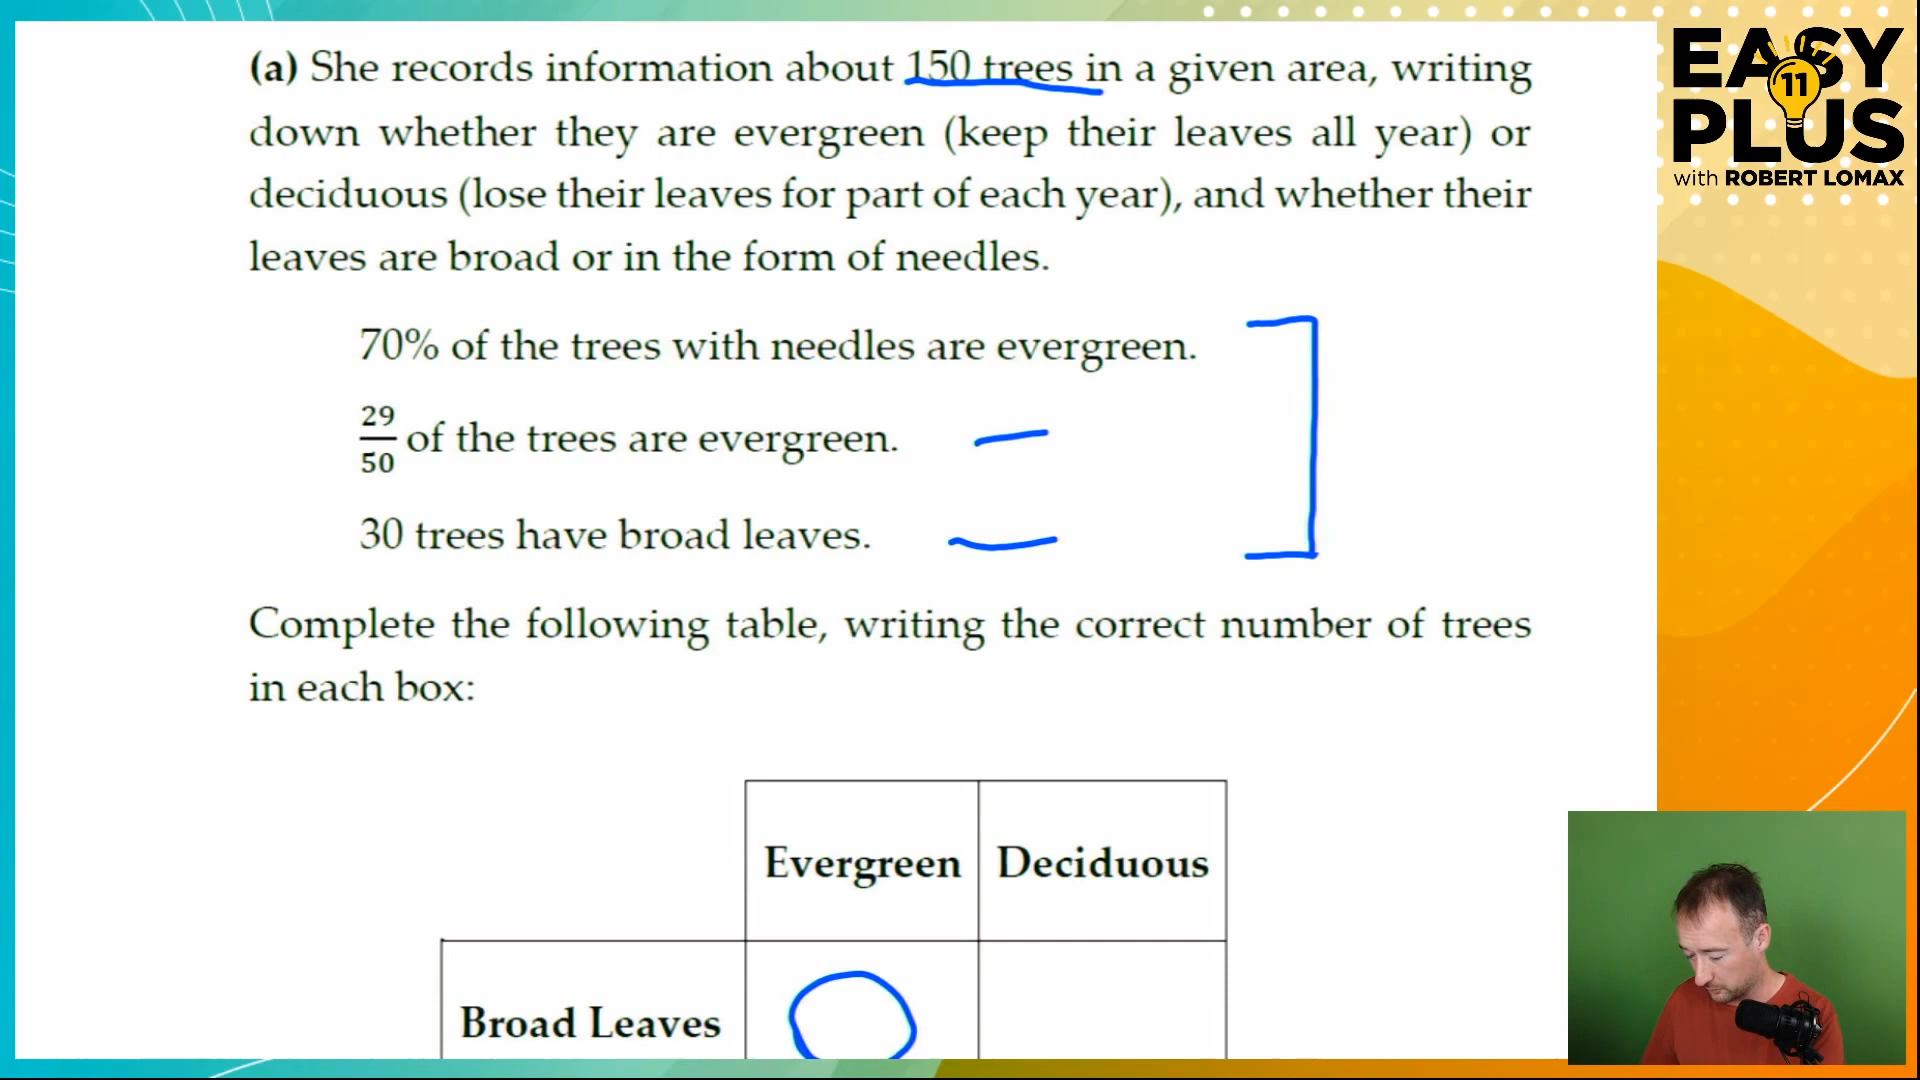 (a) She records information about 150 trees in a given area, writing
down whether they are evergreen (keep their leaves all year) or
deciduous (lose their leaves for part of each year), and whether their
leaves are broad or in the form of needles.
70% of the trees with needles are evergreen.
29/50 of the trees are evergreen.
30 trees have broad leaves.
Complete the following table, writing the correct number of trees
in each box:
Evergreen Deciduous
Broad Leaves
EASY
11
PLUS
with ROBERT LOMAX